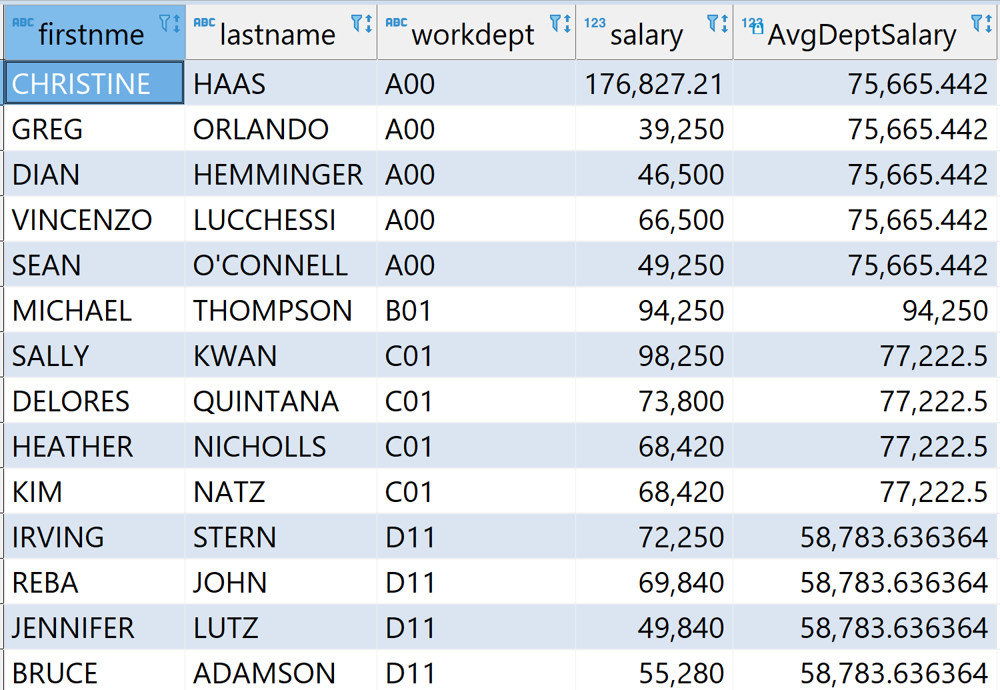 ABC firstnme ABC lastname ABC workdept 123 salary 123 AvgDeptSalary
CHRISTINE HAAS A00 176,827.21 75,665.442
GREG ORLANDO A00 39,250 75,665.442
DIAN HEMMINGER A00 46,500 75,665.442
VINCENZO LUCCHESSI A00 66,500 75,665.442
SEAN O'CONNELL A00 49,250 75,665.442
MICHAEL THOMPSON B01 94,250 94,250
SALLY KWAN C01 98,250 77,222.5
DELORES QUINTANA C01 73,800 77,222.5
HEATHER NICHOLLS C01 68,420 77,222.5
KIM NATZ C01 68,420 77,222.5
IRVING STERN D11 72,250 58,783.636364
REBA JOHN D11 69,840 58,783.636364
JENNIFER LUTZ D11 49,840 58,783.636364
BRUCE ADAMSON D11 55,280 58,783.636364